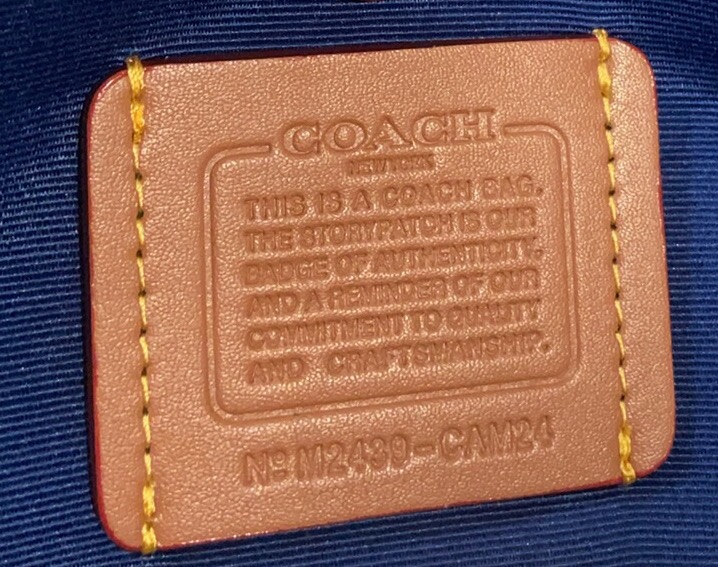 COACH
NEW YORK
THIS IS A COACH BAG.
THE STORYPATCH IS OUR
BADGE OF AUTHENTICITY.
AND A REMINDER OF OUR
COMMITMENT TO QUALITY
AND CRAFTSMANSHIP.
Nº M2439-CAM24